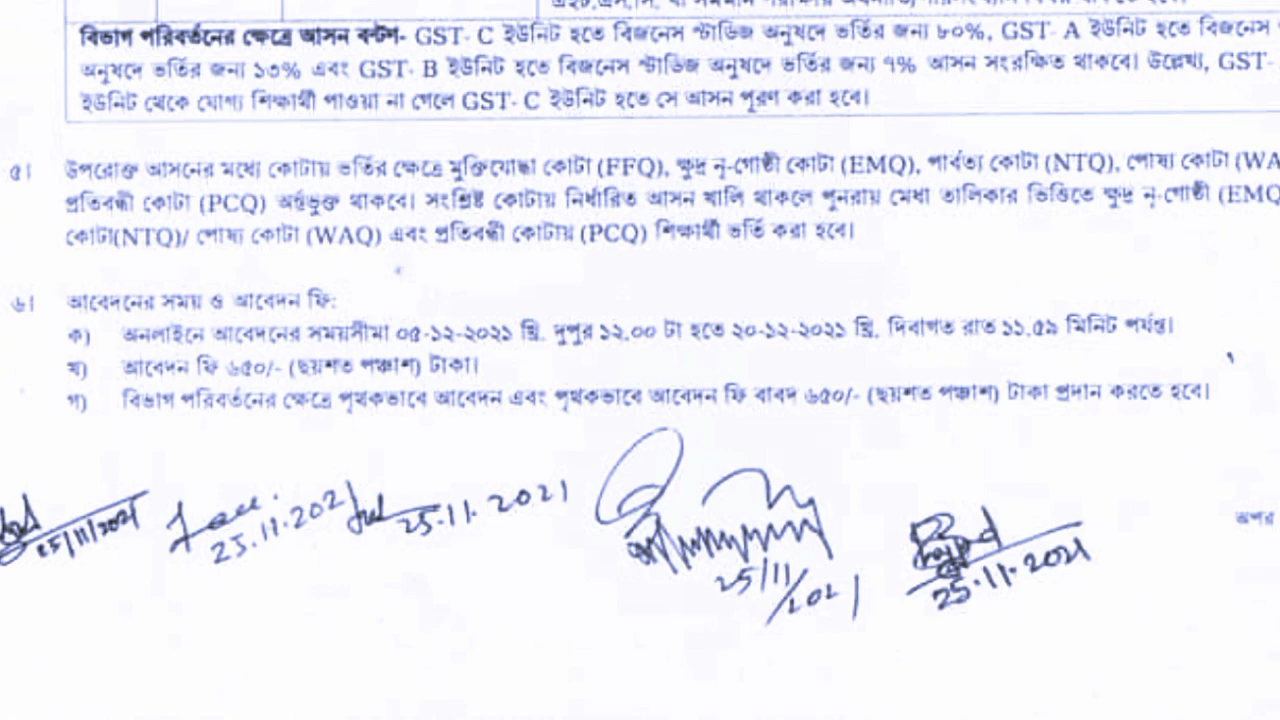 বিভাগ পরিবর্তনের ক্ষেত্রে আসন বন্টণ- GST- C ইউনিট হতে বিজনেস স্টাডিজ অনুষদে ভর্তির জন্য ৮০%, GST- A ইউনিট হতে বিজনেস
অনুষদে ভর্তির জন্য ১৩% এবং GST- B ইউনিট হতে বিজনেস স্টাডিজ অনুষদে ভর্তির জন্য ৭% আসন সংরক্ষিত থাকবে। উল্লেখ্য, GST-
ইউনিট থেকে যোগ্য শিক্ষার্থী পাওয়া না গেলে GST- C ইউনিট হতে সে আসন পূরণ করা হবে।
৫। উপরোক্ত আসনের মধ্যে কোটায় ভর্তির ক্ষেত্রে মুক্তিযোদ্ধা কোটা (FFQ), ক্ষুদ্র নৃ-গোষ্ঠী কোটা (EMQ), পার্বত্য কোটা (NTQ), পোষ্য কোটা (WA
প্রতিবন্ধী কোটা (PCQ) অর্ন্তভুক্ত থাকবে। সংশ্লিষ্ট কোটায় নির্ধারিত আসন খালি থাকলে পুনরায় মেধা তালিকার ভিত্তিতে ক্ষুদ্র নৃ-গোষ্ঠী (EMQ
কোটা(NTQ)/ পোষ্য কোটা (WAQ) এবং প্রতিবন্ধী কোটায় (PCQ) শিক্ষার্থী ভর্তি করা হবে।
৬। আবেদনের সময় ও আবেদন ফি:
ক) অনলাইনে আবেদনের সময়সীমা ০৫-১২-২০২১ খ্রি. দুপুর ১২.০০ টা হতে ২০-১২-২০২১ খ্রি. দিবাগত রাত ১১.৫৯ মিনিট পর্যন্ত।
খ) আবেদন ফি ৬৫০/- (ছয়শত পঞ্চাশ) টাকা।
গ) বিভাগ পরিবর্তনের ক্ষেত্রে পৃথকভাবে আবেদন এবং পৃথকভাবে আবেদন ফি বাবদ ৬৫০/- (ছয়শত পঞ্চাশ) টাকা প্রদান করতে হবে।
25/11/2021 25.11.2021 25.11.2021 25/11/2021 25.11.2021
অপর